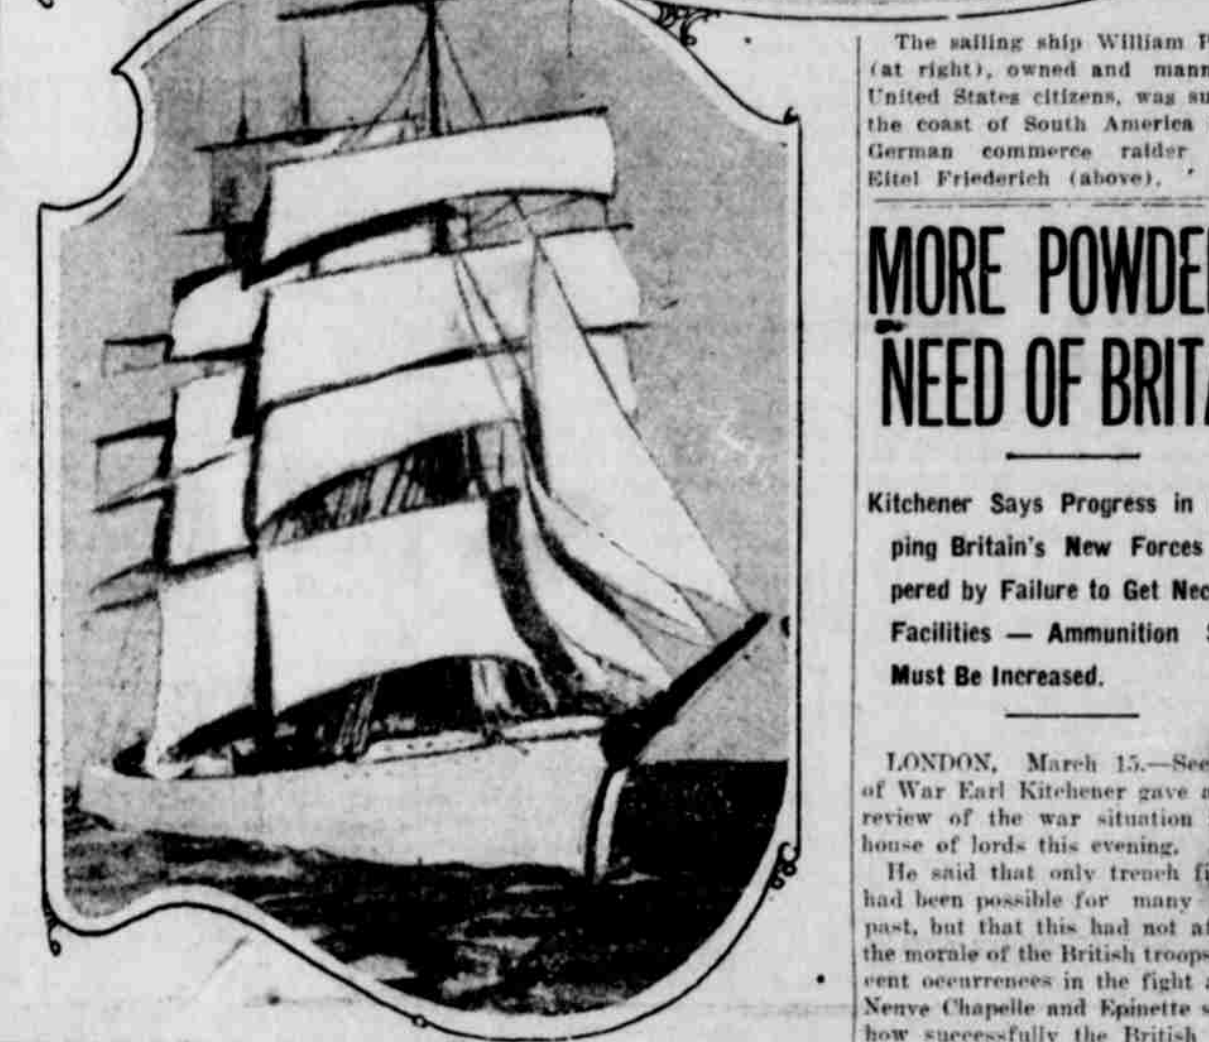 The sailing ship William
(at right), owned and
United States citizens, was
the coast of South America
German commerce raider
Eitel Friederich (above).
MORE
NEED OF
Kitchener Says Progress in
ping Britain's New Forces
pered by Failure to Get
Facilities — Ammunition
Must Be Increased.
LONDON, March 15.—
of War Earl Kitchener gave
review of the war situation
house of lords this evening.
He said that only trench
had been possible for many
past, but that this had not
the morale of the British troops
cent occurrences in the fight
Neuve Chapelle and Epinette
how successfully the British